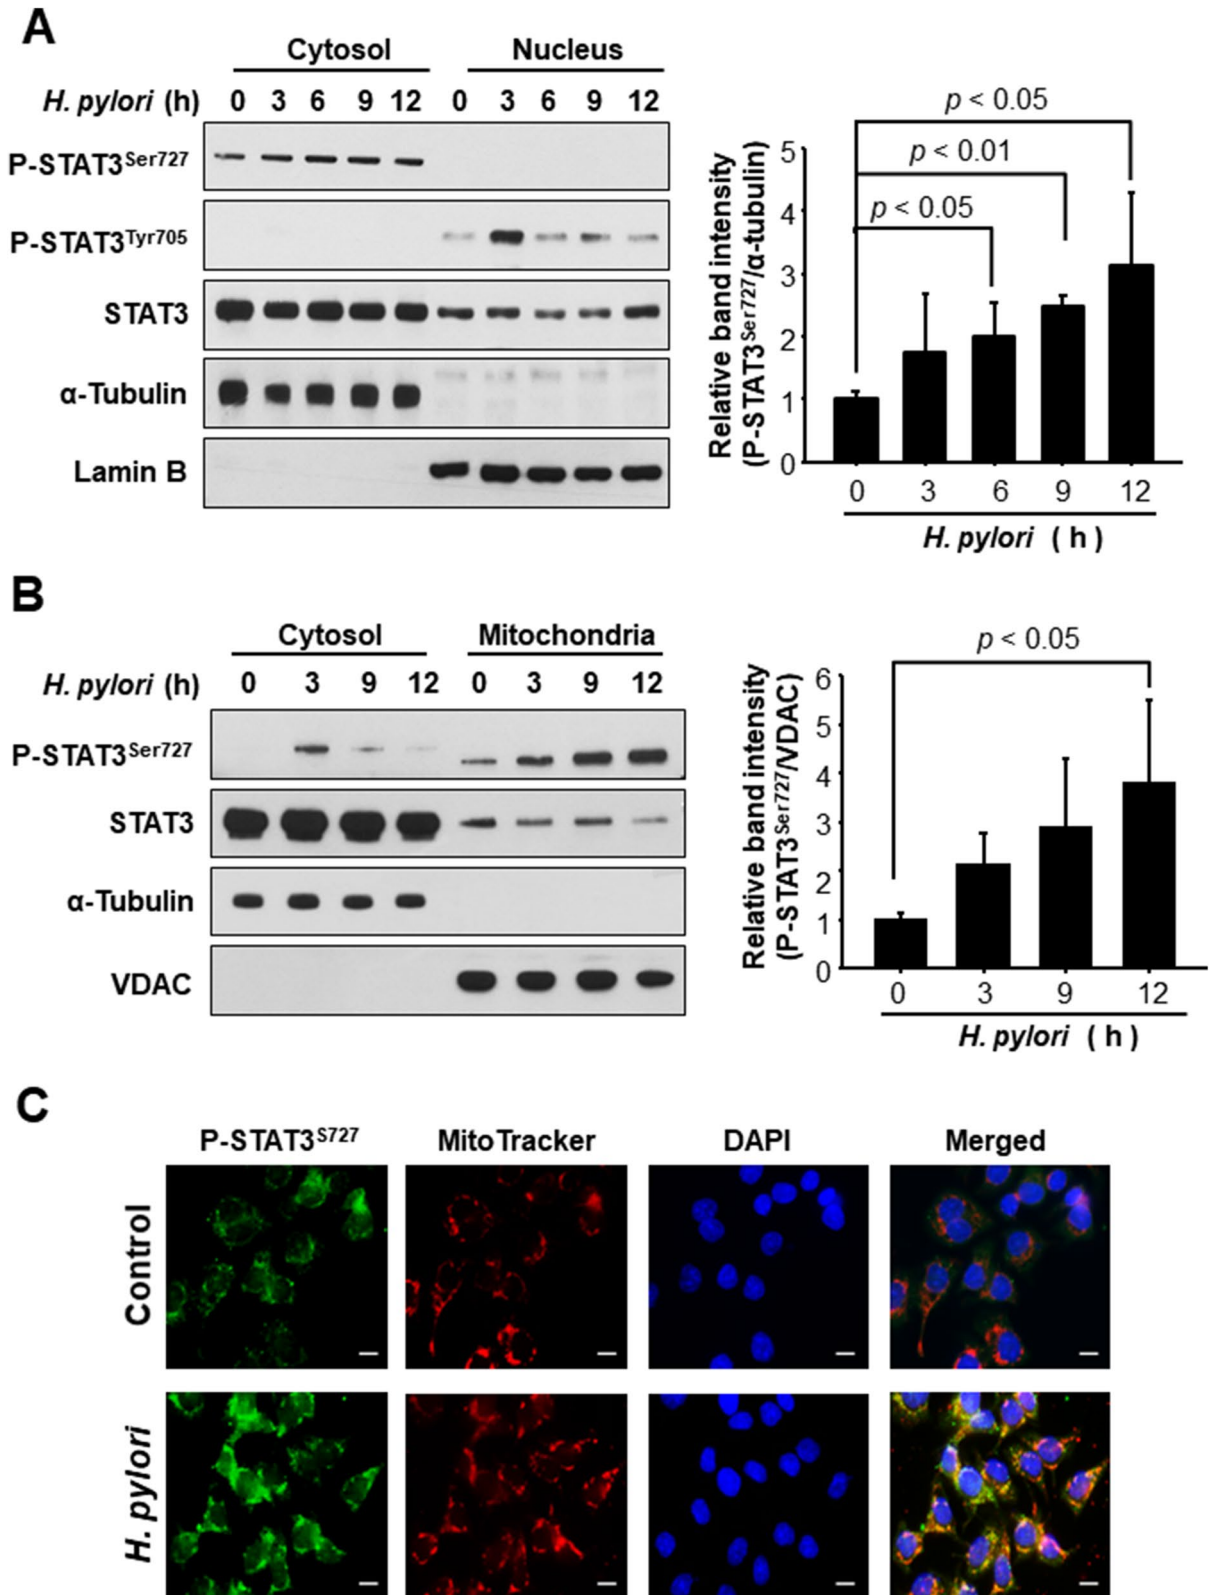 A
Cytosol Nucleus
H. pylori (h) 0 3 6 9 12 0 3 6 9 12
P-STAT3Ser727
P-STAT3Tyr705
STAT3
α-Tubulin
Lamin B
Relative band intensity
(P-STAT3Ser727/α-tubulin)
p < 0.05
p < 0.01
p < 0.05
5
4
3
2
1
0
0 3 6 9 12
H. pylori ( h )
B
Cytosol Mitochondria
H. pylori (h) 0 3 9 12 0 3 9 12
P-STAT3Ser727
STAT3
α-Tubulin
VDAC
Relative band intensity
(P-STAT3Ser727/VDAC)
p < 0.05
6
5
4
3
2
1
0
0 3 9 12
H. pylori ( h )
C
P-STAT3S727 MitoTracker DAPI Merged
Control
H. pylori